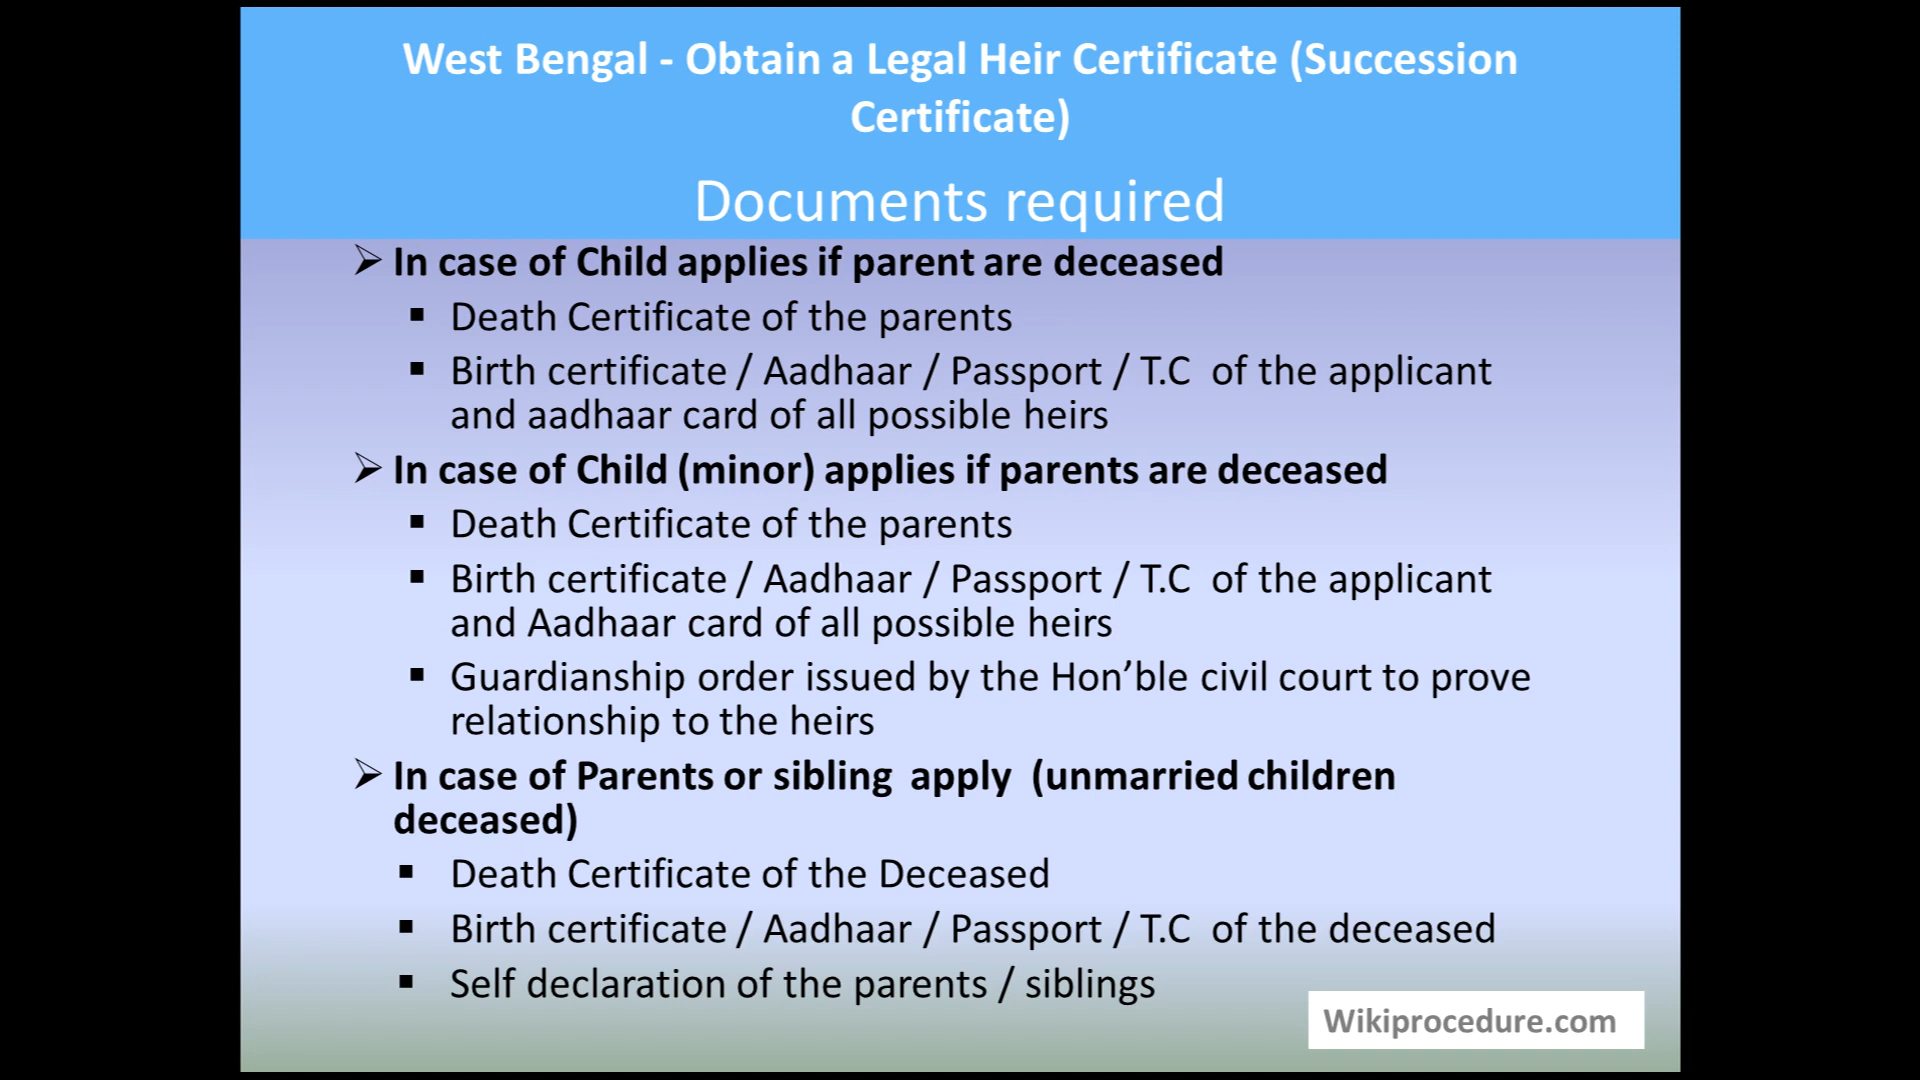 West Bengal - Obtain a Legal Heir Certificate (Succession
Certificate)
Documents required
➢ In case of Child applies if parent are deceased
▪ Death Certificate of the parents
▪ Birth certificate / Aadhaar / Passport / T.C of the applicant
and aadhaar card of all possible heirs
➢ In case of Child (minor) applies if parents are deceased
▪ Death Certificate of the parents
▪ Birth certificate / Aadhaar / Passport / T.C of the applicant
and Aadhaar card of all possible heirs
▪ Guardianship order issued by the Hon’ble civil court to prove
relationship to the heirs
➢ In case of Parents or sibling apply (unmarried children
deceased)
▪ Death Certificate of the Deceased
▪ Birth certificate / Aadhaar / Passport / T.C of the deceased
▪ Self declaration of the parents / siblings
Wikiprocedure.com